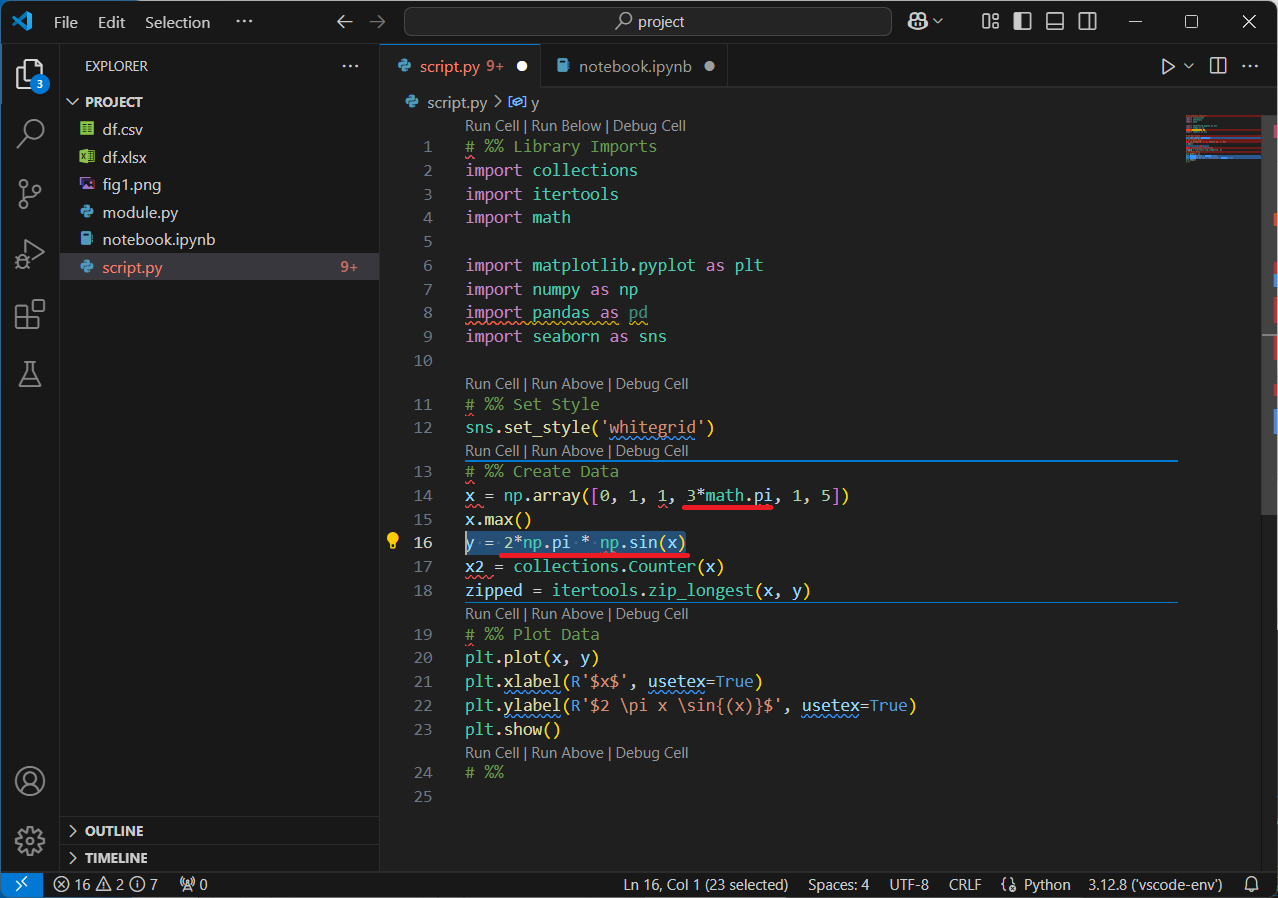 File Edit Selection ··· project
EXPLORER ···
PROJECT
df.csv
df.xlsx
fig1.png
module.py
notebook.ipynb
script.py 9+
OUTLINE
TIMELINE
3
script.py 9+ notebook.ipynb ···
script.py > y
Run Cell | Run Below | Debug Cell
1 # %% Library Imports
2 import collections
3 import itertools
4 import math
5
6 import matplotlib.pyplot as plt
7 import numpy as np
8 import pandas as pd
9 import seaborn as sns
10
Run Cell | Run Above | Debug Cell
11 # %% Set Style
12 sns.set_style('whitegrid')
Run Cell | Run Above | Debug Cell
13 # %% Create Data
14 x = np.array([0, 1, 1, 3*math.pi, 1, 5])
15 x.max()
16 y = 2*np.pi * np.sin(x)
17 x2 = collections.Counter(x)
18 zipped = itertools.zip_longest(x, y)
Run Cell | Run Above | Debug Cell
19 # %% Plot Data
20 plt.plot(x, y)
21 plt.xlabel(R'$x$', usetex=True)
22 plt.ylabel(R'$2 \pi x \sin{(x)}$', usetex=True)
23 plt.show()
Run Cell | Run Above | Debug Cell
24 # %%
25
16 2 7 0 Ln 16, Col 1 (23 selected) Spaces: 4 UTF-8 CRLF Python 3.12.8 ('vscode-env')